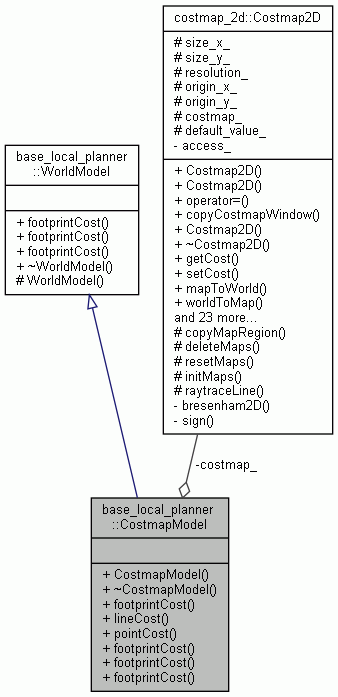 costmap_2d::Costmap2D
# size_x_
# size_y_
# resolution_
# origin_x_
# origin_y_
# costmap_
# default_value_
- access_
+ Costmap2D()
+ Costmap2D()
+ operator=()
+ copyCostmapWindow()
+ Costmap2D()
+ ~Costmap2D()
+ getCost()
+ setCost()
+ mapToWorld()
+ worldToMap()
and 23 more...
# copyMapRegion()
# deleteMaps()
# resetMaps()
# initMaps()
# raytraceLine()
- bresenham2D()
- sign()
base_local_planner
::WorldModel
+ footprintCost()
+ footprintCost()
+ footprintCost()
+ ~WorldModel()
# WorldModel()
-costmap_
base_local_planner
::CostmapModel
+ CostmapModel()
+ ~CostmapModel()
+ footprintCost()
+ lineCost()
+ pointCost()
+ footprintCost()
+ footprintCost()
+ footprintCost()